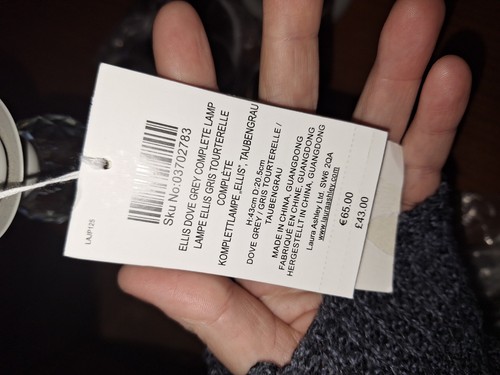 LAJP125
Sku No:03702783
ELLIS DOVE GREY COMPLETE LAMP
LAMPE ELLIS GRIS TOURTERELLE
COMPLÈTE
KOMPLETTLAMPE „ELLIS", TAUBENGRAU
H-43cm D-20.5cm
DOVE GREY / GRIS TOURTERELLE /
TAUBENGRAU
MADE IN CHINA, GUANGDONG
FABRIQUÉ EN CHINE, GUANGDONG
HERGESTELLT IN CHINA, GUANGDONG
Laura Ashley Ltd. SW6 2QA
www.lauraashley.com
€65.00
£43.00